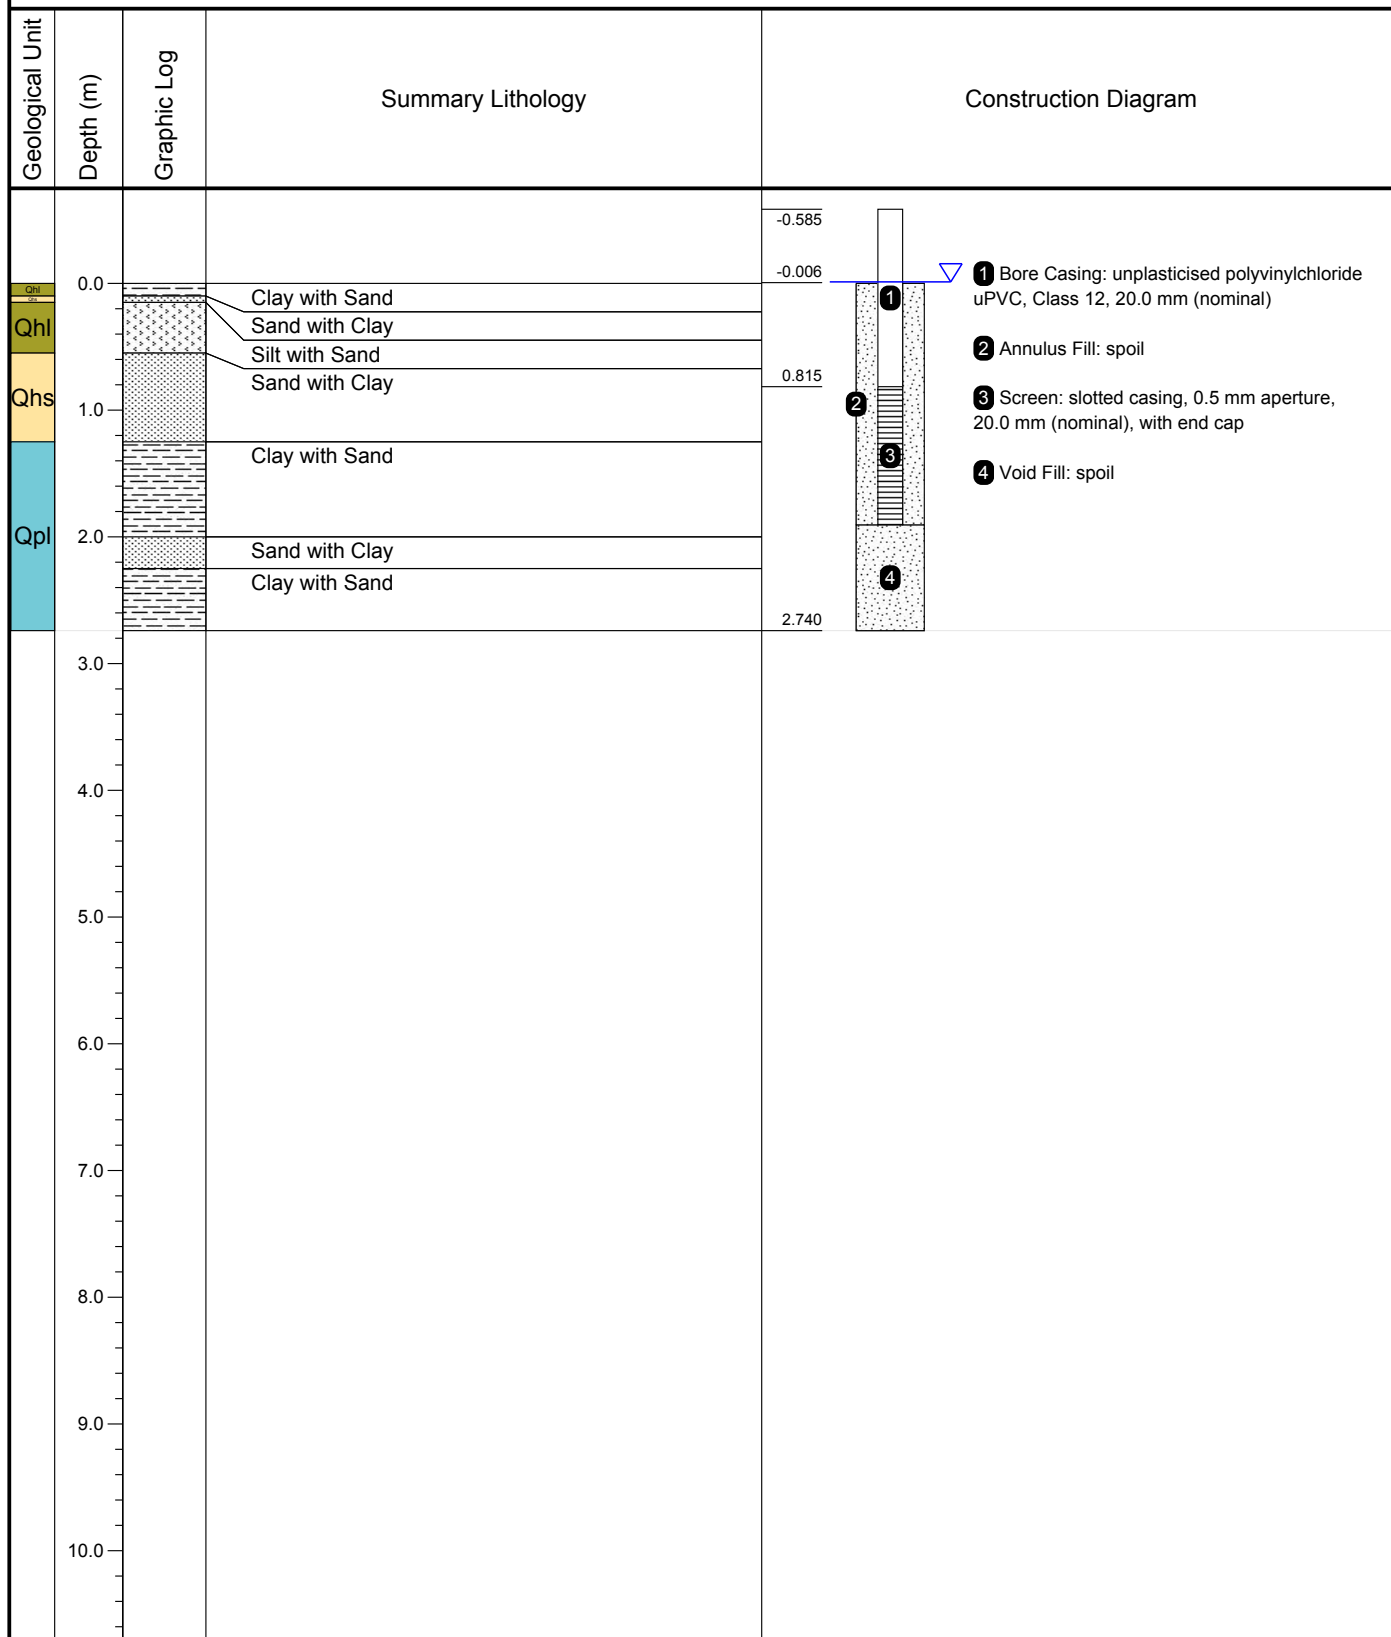 Geological Unit
Depth (m)
Graphic Log
Summary Lithology
Construction Diagram
-0.585
-0.006
0.815
2.740
0.0
1.0
2.0
3.0
4.0
5.0
6.0
7.0
8.0
9.0
10.0
Qhl
Qhs
Qhl
Qhs
Qpl
Clay with Sand
Sand with Clay
Silt with Sand
Sand with Clay
Clay with Sand
Sand with Clay
Clay with Sand
1
2
3
4
1 Bore Casing: unplasticised polyvinylchloride
uPVC, Class 12, 20.0 mm (nominal)
2 Annulus Fill: spoil
3 Screen: slotted casing, 0.5 mm aperture,
20.0 mm (nominal), with end cap
4 Void Fill: spoil